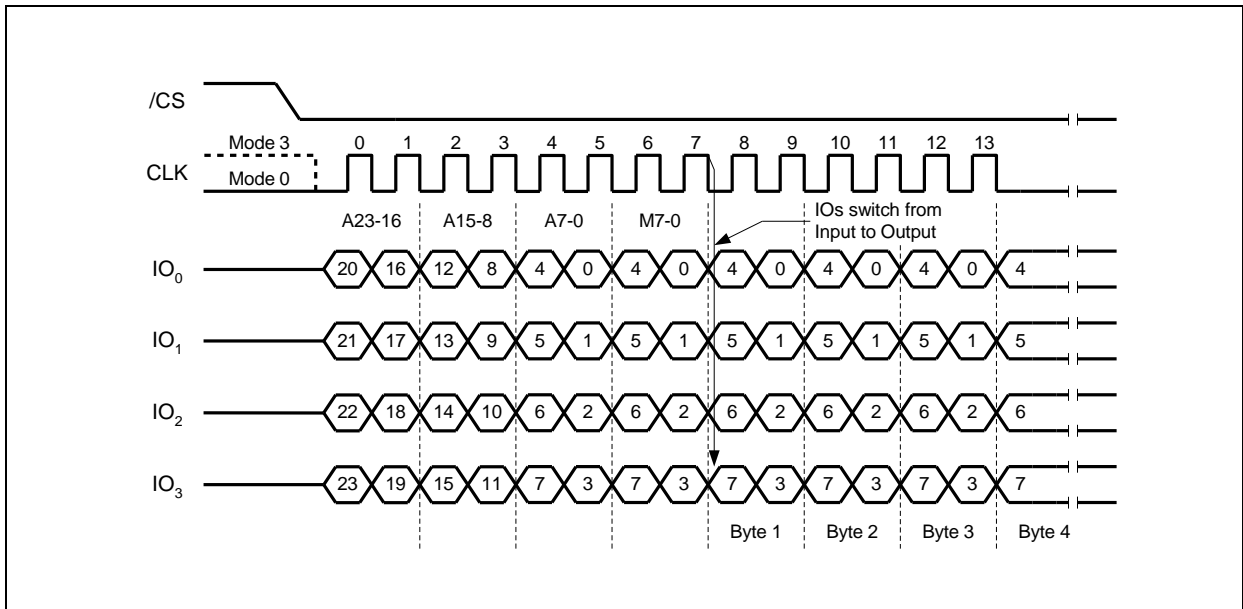 /CS
Mode 3
0 1 2 3 4 5 6 7 8 9 10 11 12 13
CLK
Mode 0
A23-16 A15-8 A7-0 M7-0
IOs switch from
Input to Output
IO0 20 16 12 8 4 0 4 0 4 0 4 0 4 0 4
IO1 21 17 13 9 5 1 5 1 5 1 5 1 5 1 5
IO2 22 18 14 10 6 2 6 2 6 2 6 2 6 2 6
IO3 23 19 15 11 7 3 7 3 7 3 7 3 7 3 7
Byte 1 Byte 2 Byte 3 Byte 4